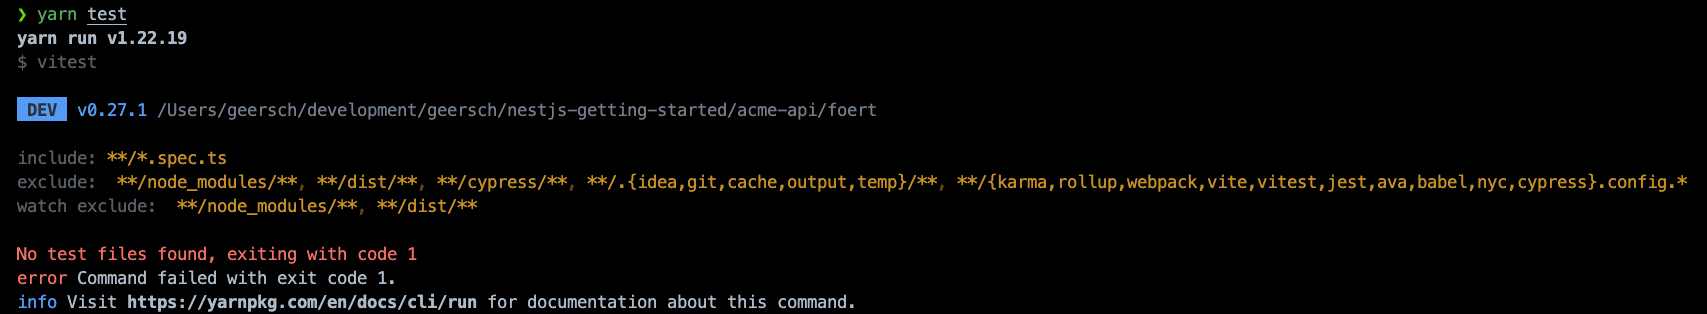 ❯ yarn test
yarn run v1.22.19
$ vitest
DEV v0.27.1 /Users/geersch/development/geersch/nestjs-getting-started/acme-api/foert
include: **/*.spec.ts
exclude:  **/node_modules/**, **/dist/**, **/cypress/**, **/.{idea,git,cache,output,temp}/**, **/{karma,rollup,webpack,vite,vitest,jest,ava,babel,nyc,cypress}.config.*
watch exclude:  **/node_modules/**, **/dist/**
No test files found, exiting with code 1
error Command failed with exit code 1.
info Visit https://yarnpkg.com/en/docs/cli/run for documentation about this command.